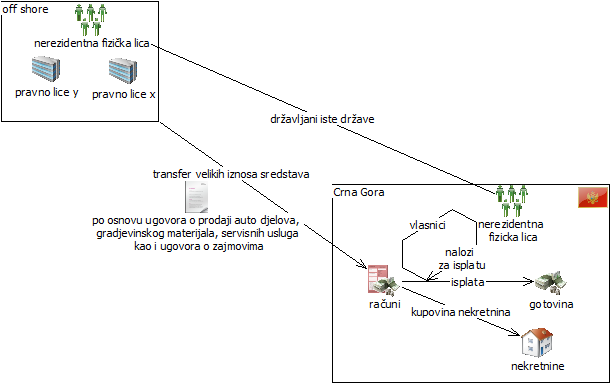 off shore
nerezidentna fizička lica
pravno lice y
pravno lice x
državljani iste države
transfer velikih iznosa sredstava
po osnovu ugovora o prodaji auto djelova,
gradjevinskog materijala, servisnih usluga
kao i ugovora o zajmovima
Crna Gora
vlasnici
nerezidentna
fizicka lica
nalozi
za isplatu
isplata
računi
gotovina
kupovina nekretnina
nekretnine